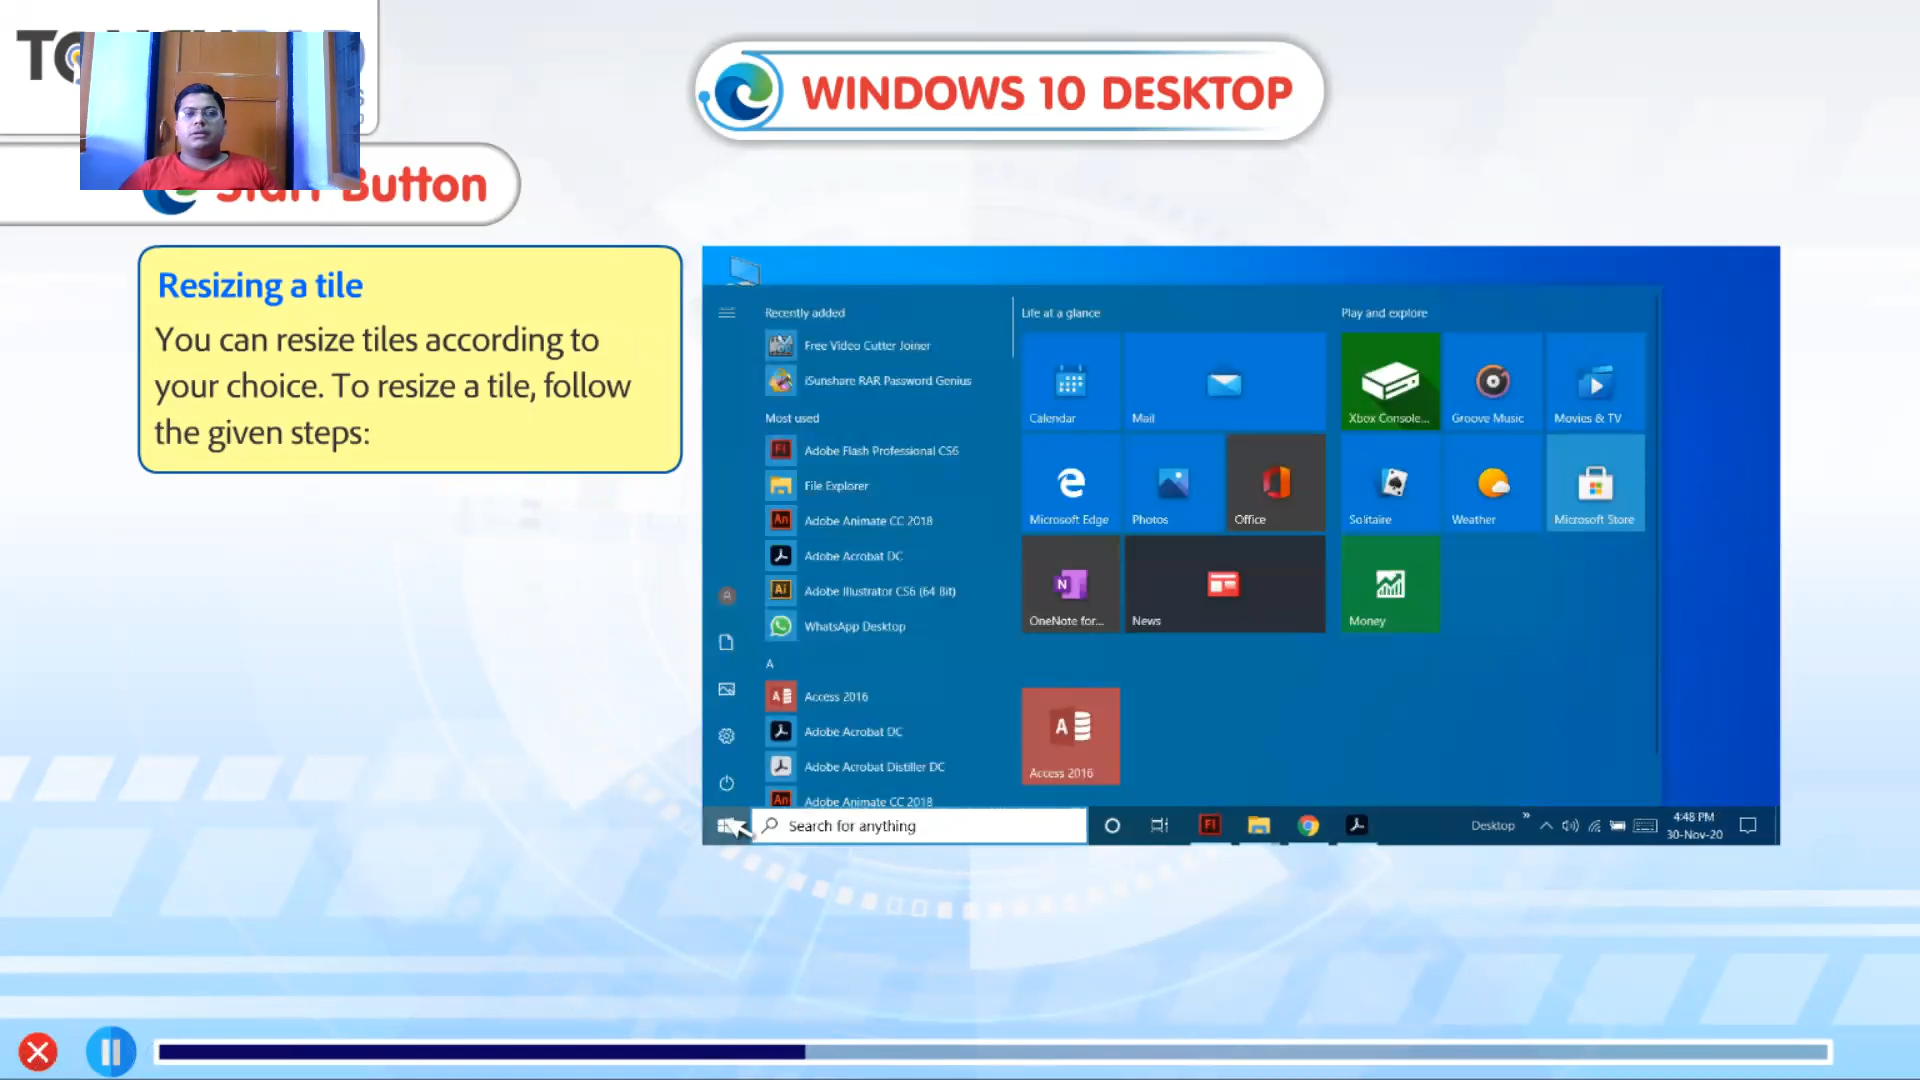 WINDOWS 10 DESKTOP
Button
Resizing a tile
You can resize tiles according to
your choice. To resize a tile, follow
the given steps:
Recently added
Free Video Cutter Joiner
iSunshare RAR Password Genius
Most used
Adobe Flash Professional CS6
File Explorer
Adobe Animate CC 2018
Adobe Acrobat DC
Adobe Illustrator CS6 (64 Bit)
WhatsApp Desktop
A
Access 2016
Adobe Acrobat DC
Adobe Acrobat Distiller DC
Adobe Animate CC 2018
Life at a glance
Calendar
Mail
Microsoft Edge
Photos
Office
OneNote for...
News
Access 2016
Play and explore
Xbox Console...
Groove Music
Movies & TV
Solitaire
Weather
Microsoft Store
Money
Search for anything
Desktop
4:48 PM
30-Nov-20